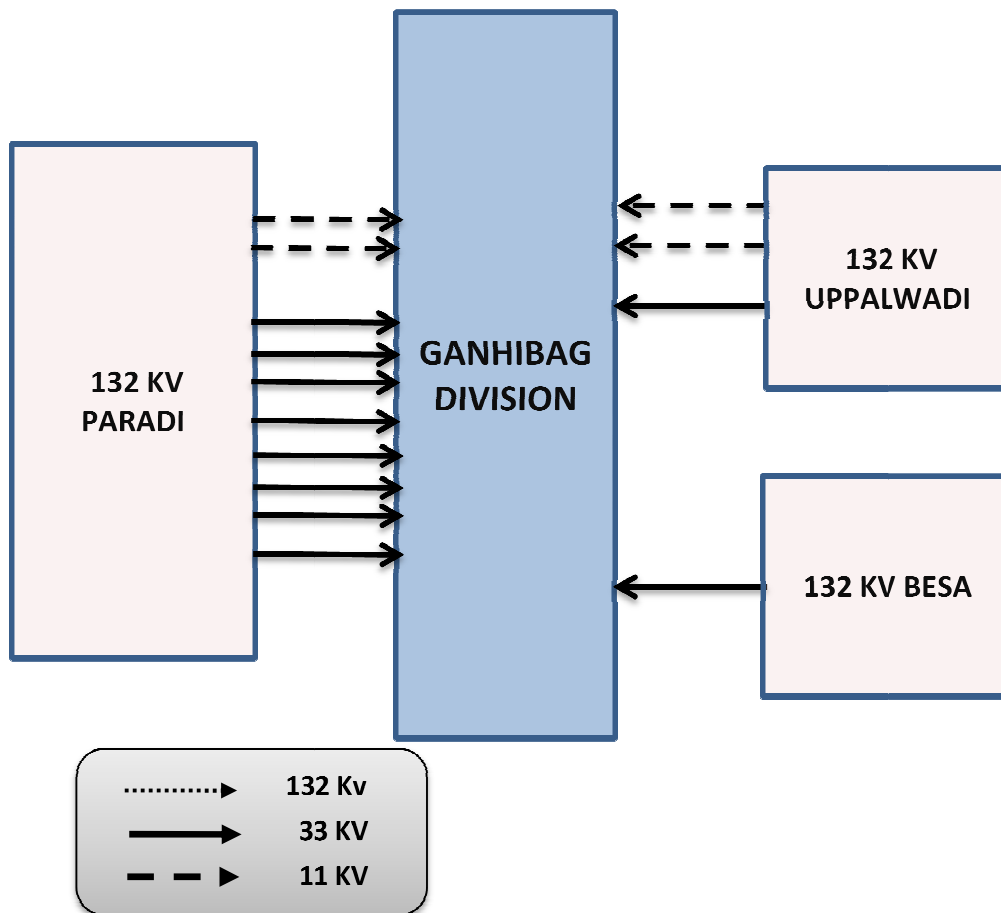 132 KV
PARADI
GANHIBAG
DIVISION
132 KV
UPPALWADI
132 KV BESA
132 Kv
33 KV
11 KV